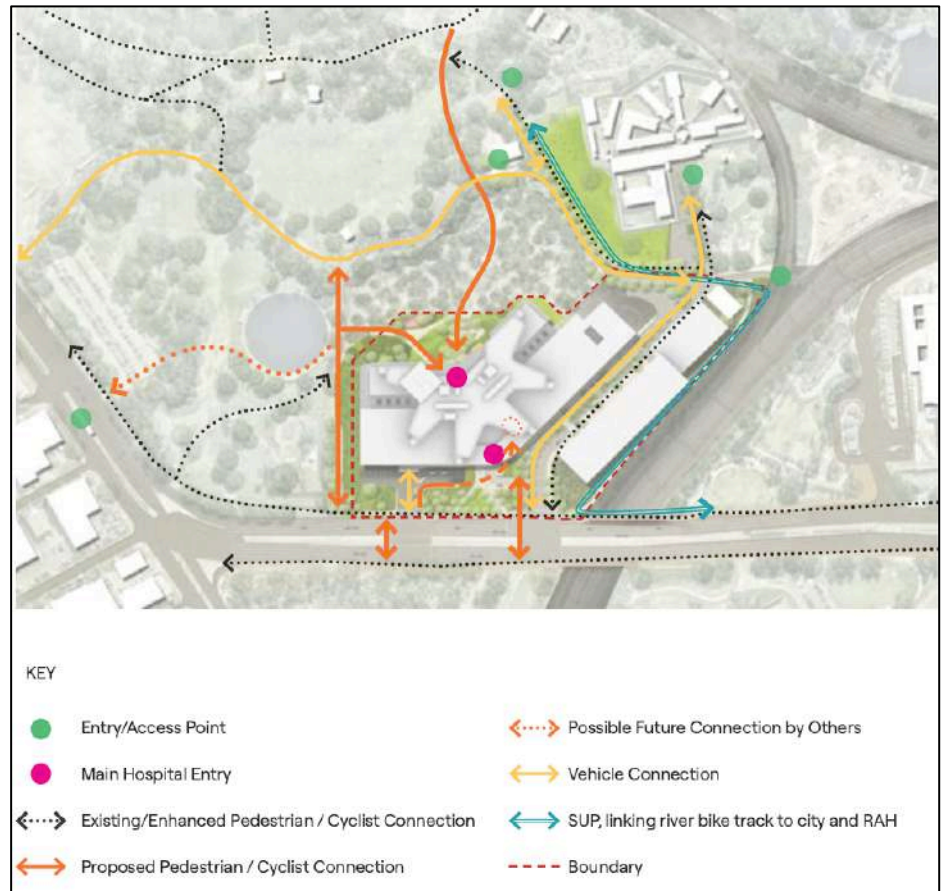 KEY
Entry/Access Point
Main Hospital Entry
Existing/Enhanced Pedestrian / Cyclist Connection
Proposed Pedestrian / Cyclist Connection
Possible Future Connection by Others
Vehicle Connection
SUP, linking river bike track to city and RAH
Boundary